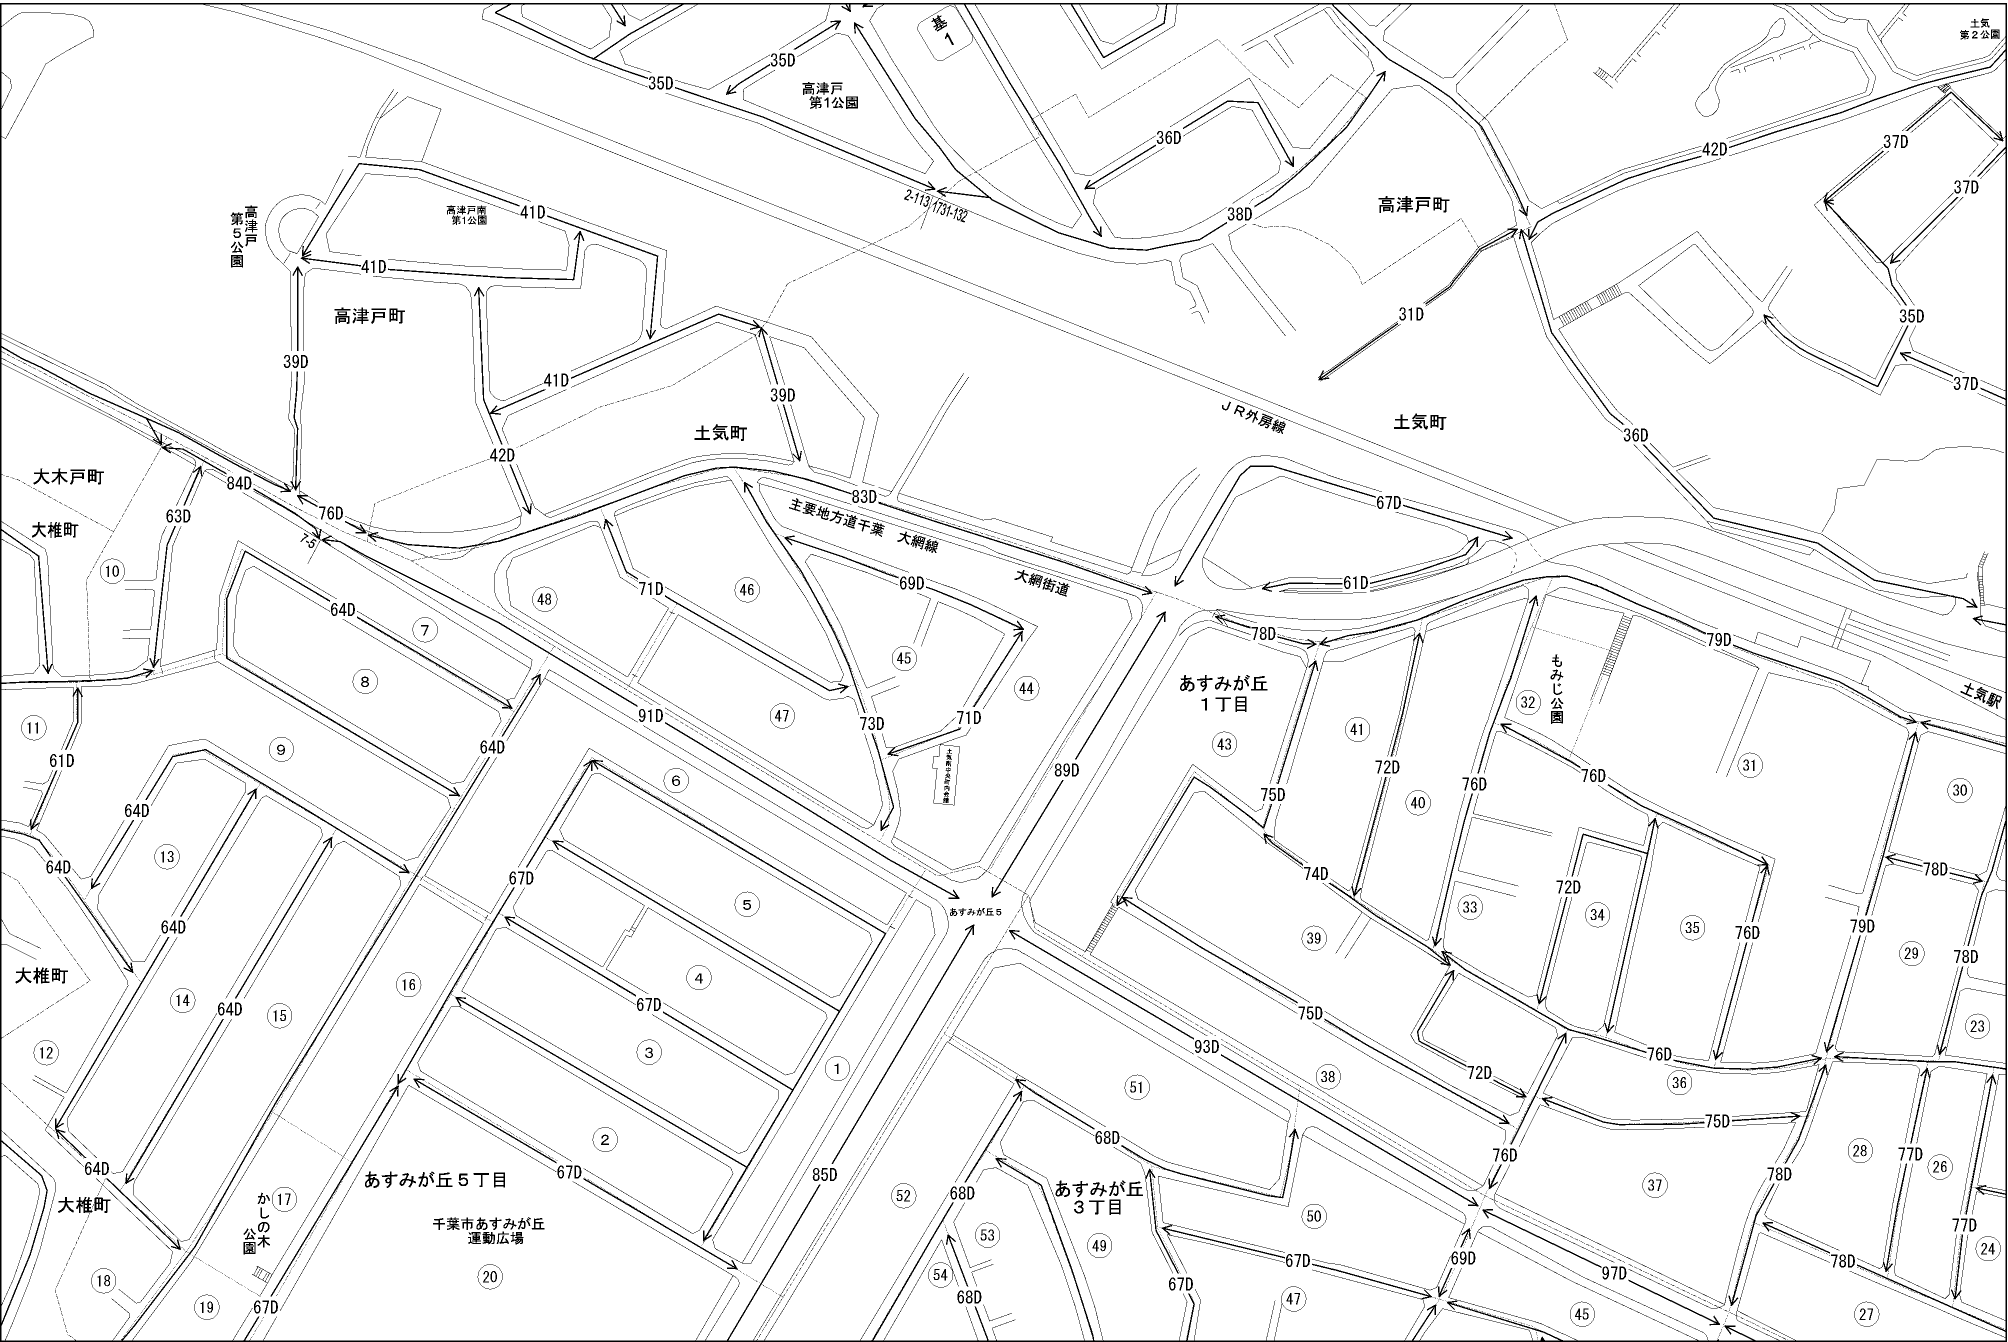 基
1
土気
第2公園
35D
35D
高津戸
第1公園
36D
42D
37D
37D
高津戸町
38D
2-113
1731-132
高津戸
第5公園
高津戸南
第1公園
41D
41D
高津戸町
39D
41D
39D
31D
35D
37D
JR外房線
土気町
36D
土気町
42D
大木戸町
84D
76D
63D
7-5
大椎町
83D
主要地方道千葉 大網線
大網街道
67D
61D
10
48
71D
46
69D
45
44
71D
64D
7
8
78D
79D
もみじ公園
土気駅
あすみが丘
1丁目
43
41
72D
40
76D
32
76D
31
30
11
61D
9
91D
47
73D
64D
6
89D
75D
64D
13
64D
67D
5
あすみが丘5
74D
39
33
72D
34
35
76D
78D
79D
29
78D
64D
大椎町
14
64D
15
16
4
67D
3
1
75D
93D
38
72D
76D
36
23
12
51
75D
64D
2
67D
85D
68D
76D
37
78D
28
77D
26
大椎町
かしの木
公園
17
あすみが丘5丁目
千葉市あすみが丘
運動広場
20
52
68D
あすみが丘
3丁目
53
49
50
67D
69D
97D
78D
77D
24
18
19
67D
54
68D
67D
47
45
27